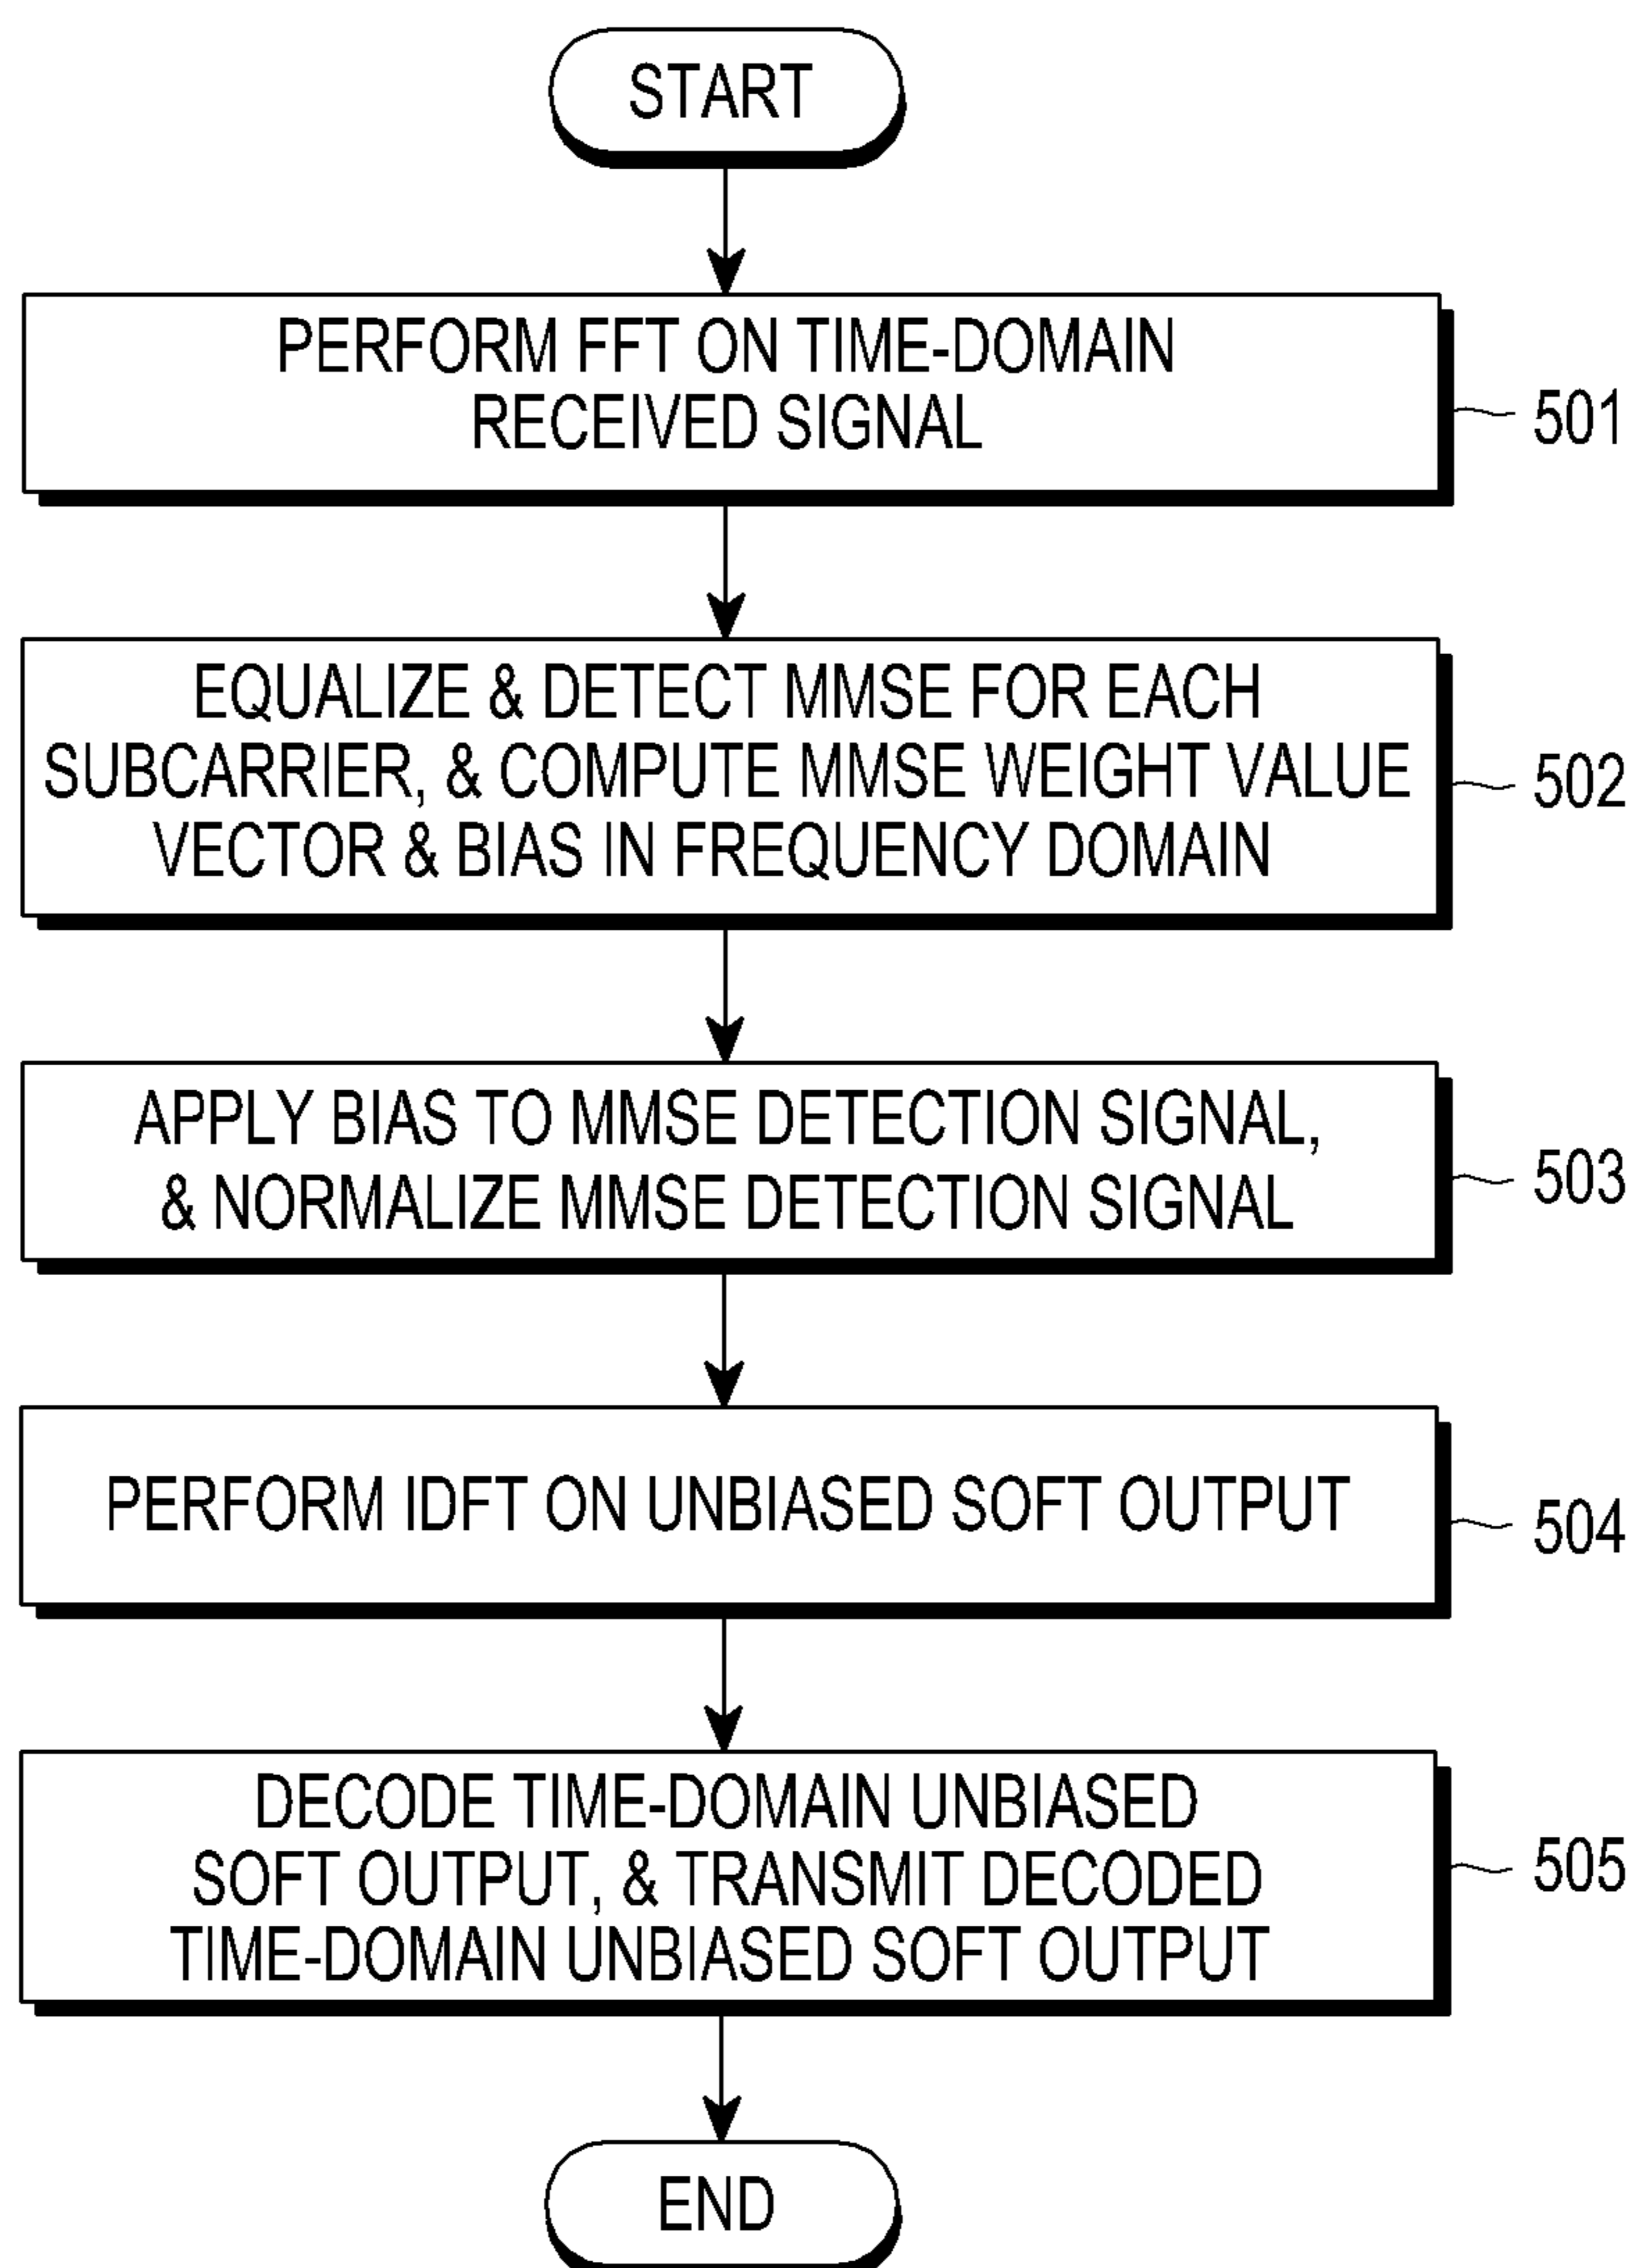 START
PERFORM FFT ON TIME-DOMAIN
RECEIVED SIGNAL
501
EQUALIZE & DETECT MMSE FOR EACH
SUBCARRIER, & COMPUTE MMSE WEIGHT VALUE
VECTOR & BIAS IN FREQUENCY DOMAIN
502
APPLY BIAS TO MMSE DETECTION SIGNAL,
& NORMALIZE MMSE DETECTION SIGNAL
503
PERFORM IDFT ON UNBIASED SOFT OUTPUT
504
DECODE TIME-DOMAIN UNBIASED
SOFT OUTPUT, & TRANSMIT DECODED
TIME-DOMAIN UNBIASED SOFT OUTPUT
505
END